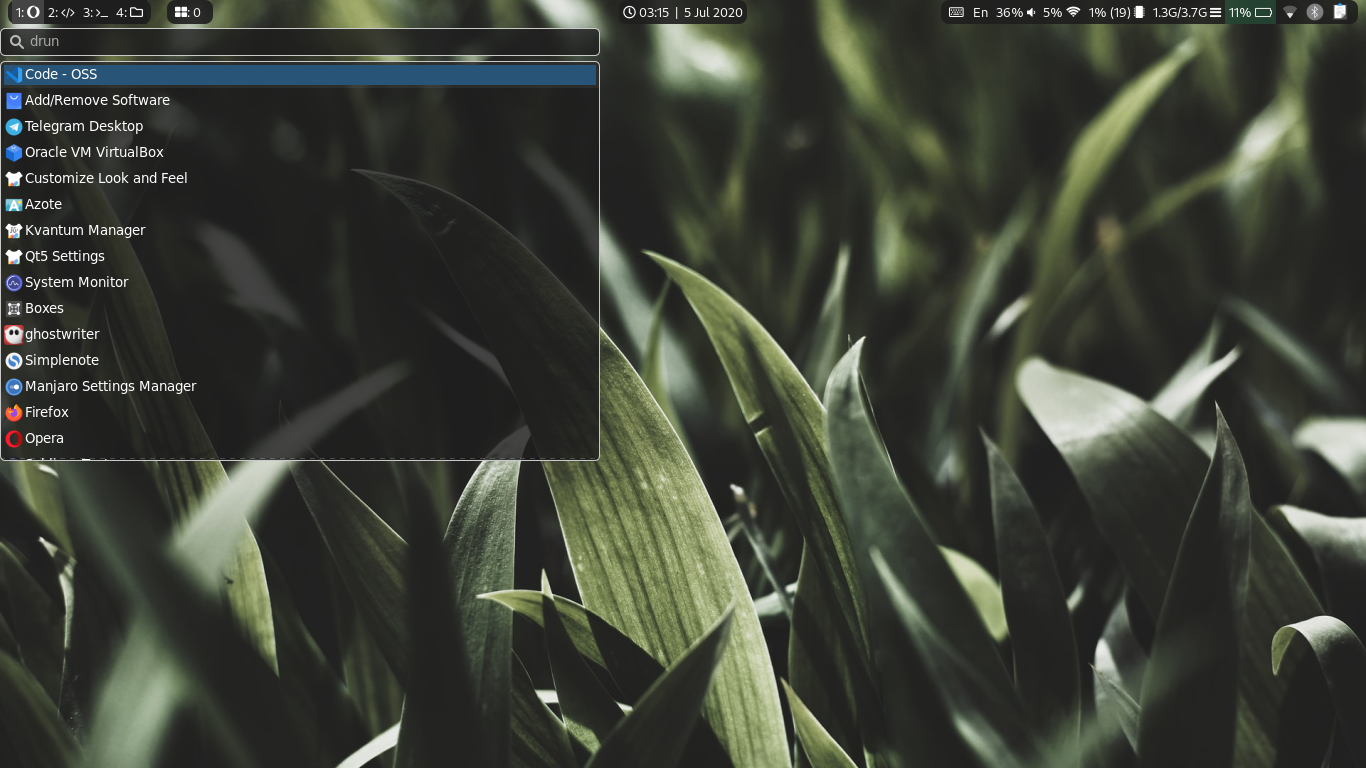 1: 2: 3: 4: 0
03:15 | 5 Jul 2020
En 36% 5% 1% (19) 1.3G/3.7G 11%
drun
Code - OSS
Add/Remove Software
Telegram Desktop
Oracle VM VirtualBox
Customize Look and Feel
Azote
Kvantum Manager
Qt5 Settings
System Monitor
Boxes
ghostwriter
Simplenote
Manjaro Settings Manager
Firefox
Opera